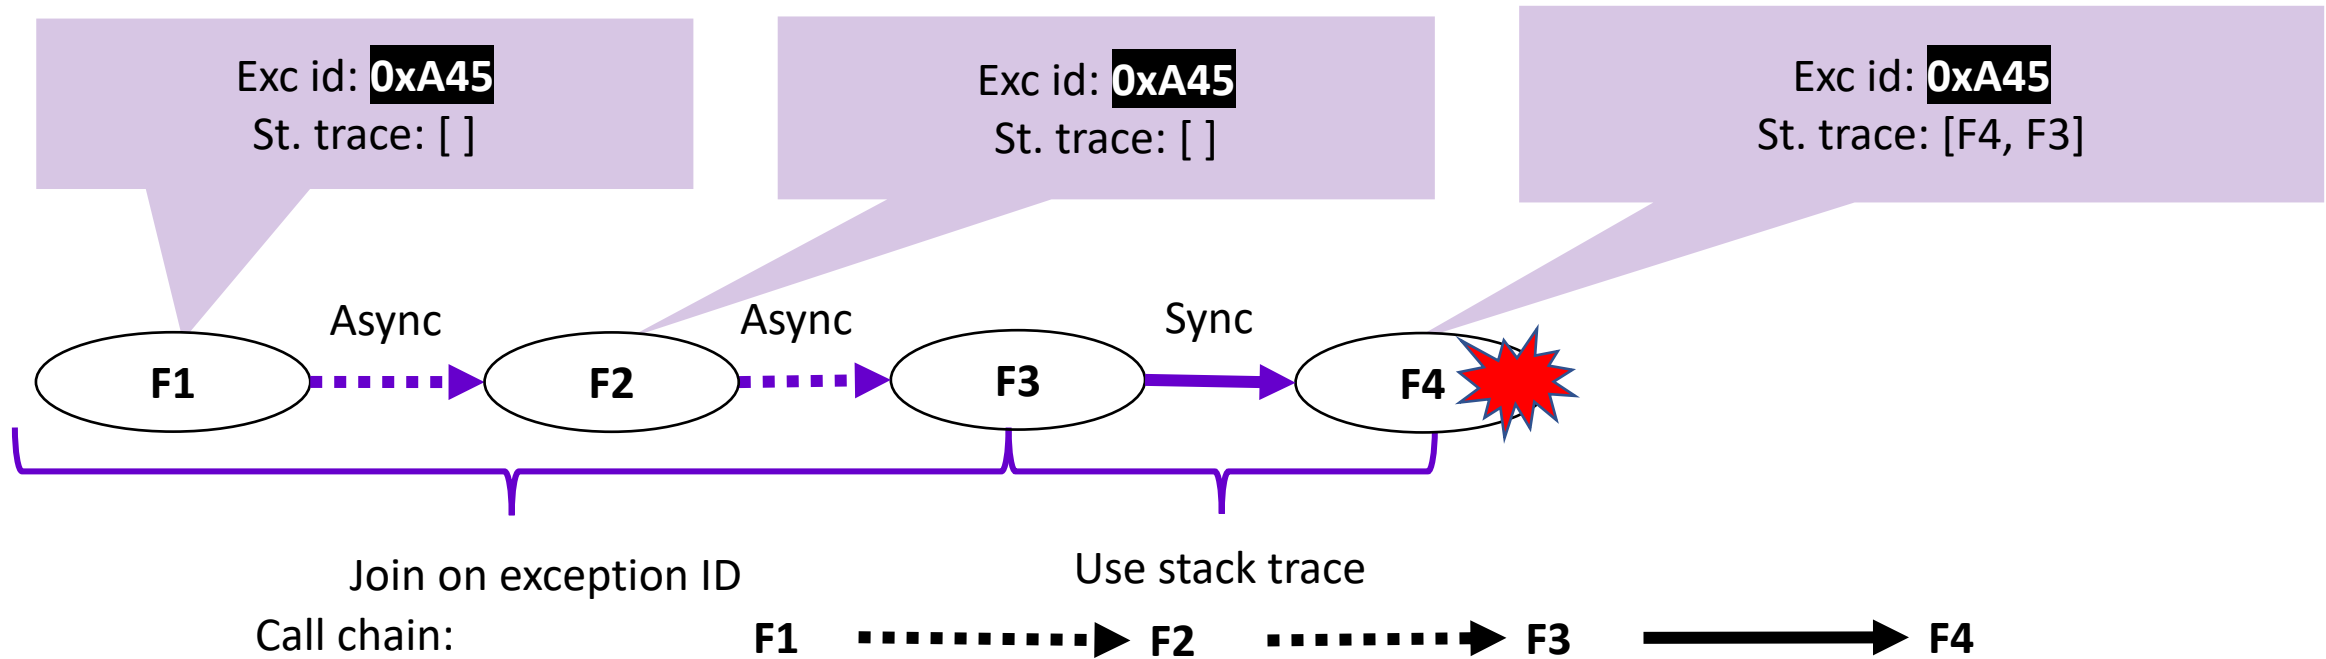 Exc id: 0xA45
St. trace: [ ]
Exc id: 0xA45
St. trace: [ ]
Exc id: 0xA45
St. trace: [F4, F3]
Async
Async
Sync
F1
F2
F3
F4
Join on exception ID
Use stack trace
Call chain: F1 F2 F3 F4